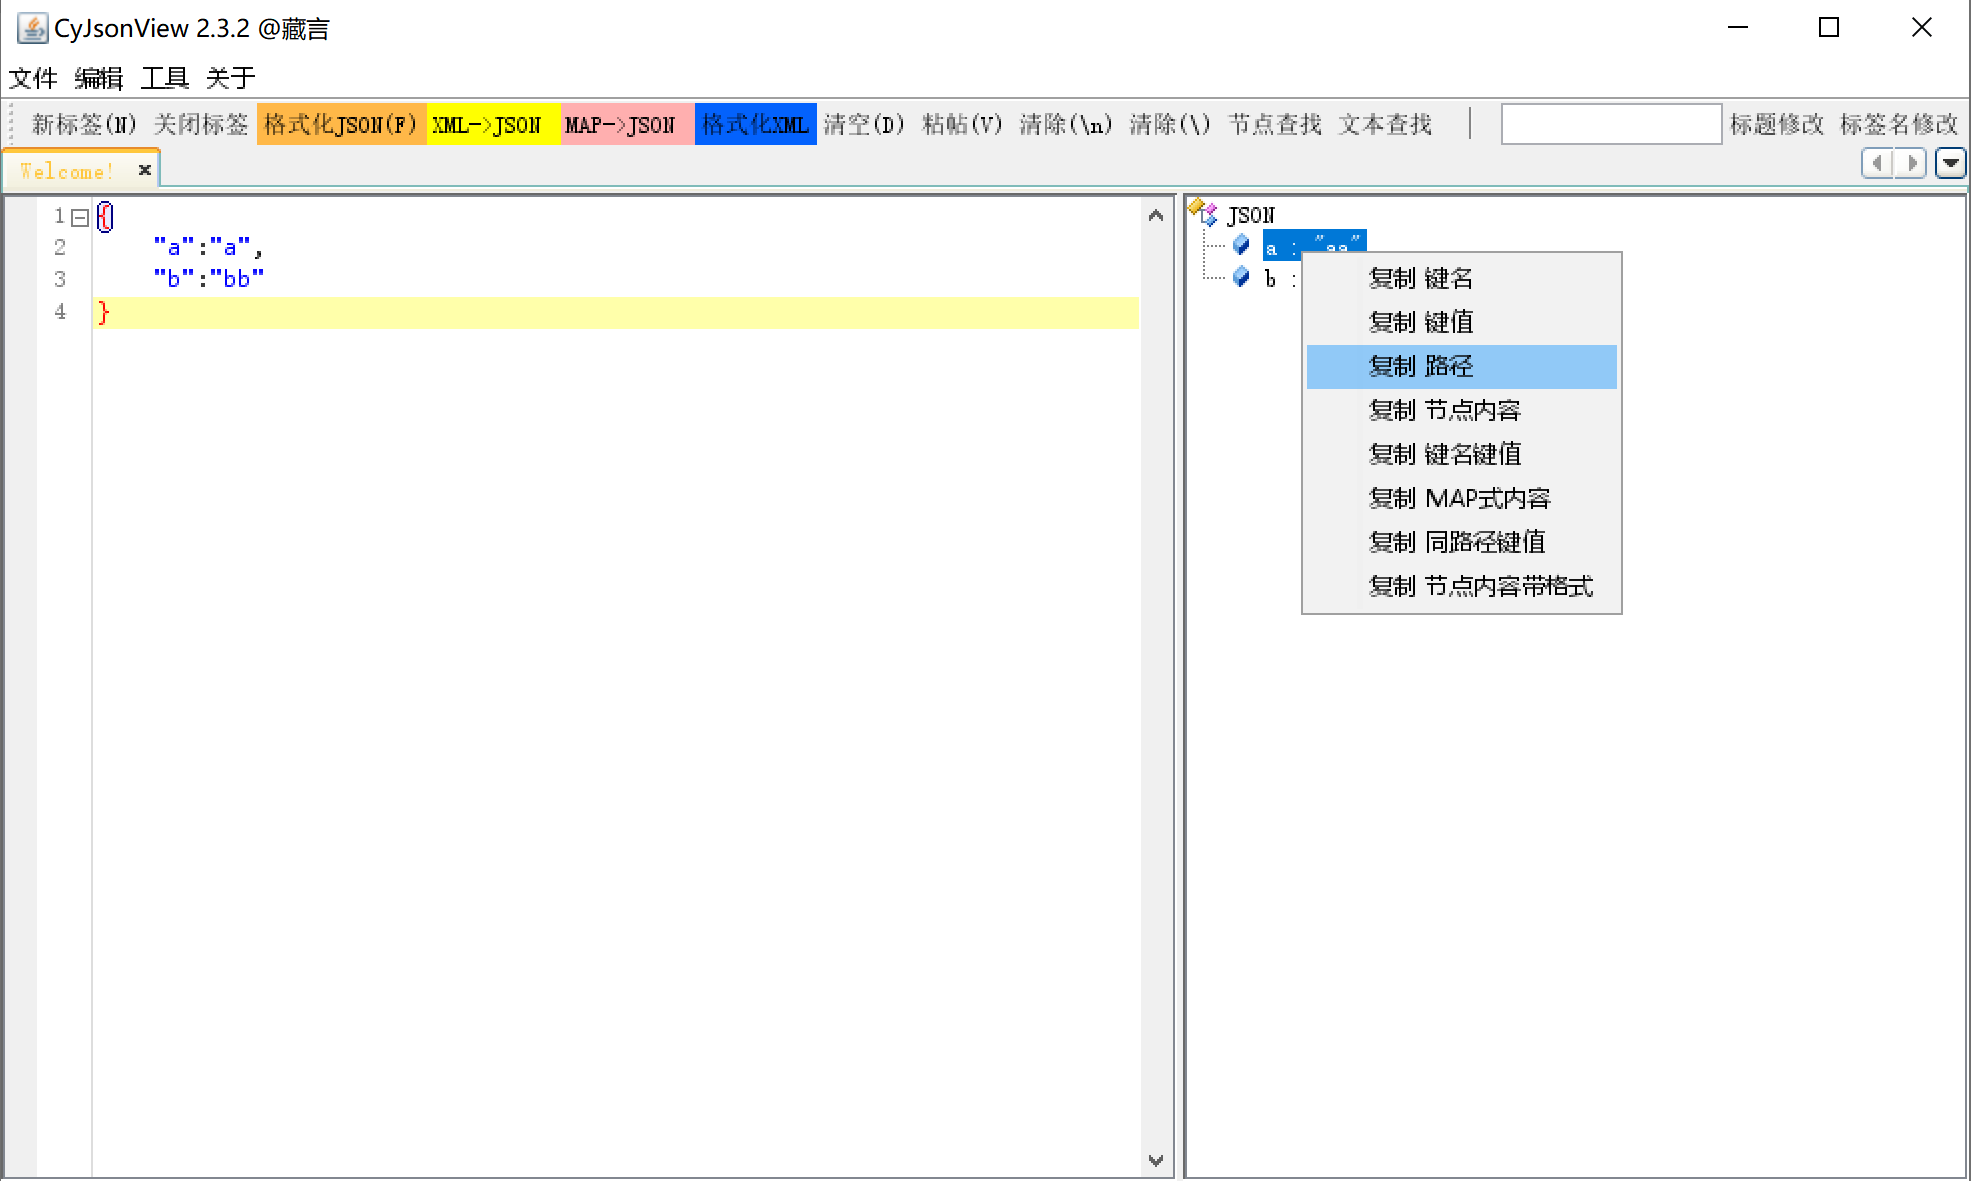 CyJsonView 2.3.2 @藏言
文件 编辑 工具 关于
新标签(N) 关闭标签 格式化JSON(F) XML->JSON MAP->JSON 格式化XML 清空(D) 粘帖(V) 清除(\n) 清除(\) 节点查找 文本查找 标题修改 标签名修改
Welcome!
1 {
2 "a":"a",
3 "b":"bb"
4 }
JSON
a : "aa"
b :
复制 键名
复制 键值
复制 路径
复制 节点内容
复制 键名键值
复制 MAP式内容
复制 同路径键值
复制 节点内容带格式